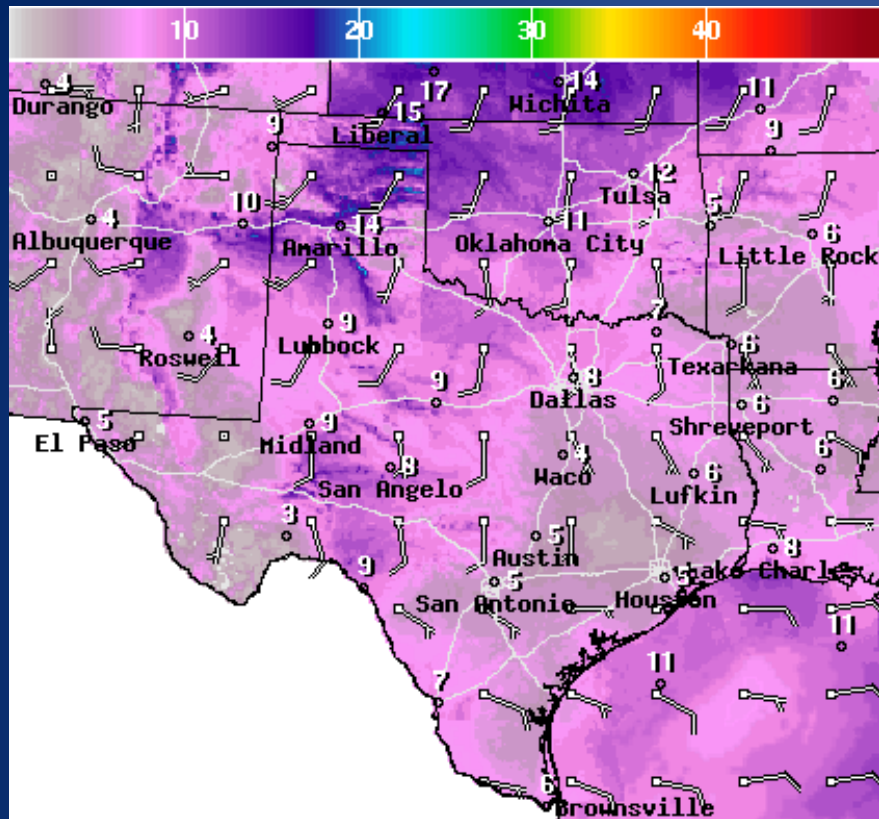 10 20 30 40
4 17 14 11
Durango 15 Wichita
Liberal
9 9
12
Tulsa
10 4 14 11 5 6
Albuquerque Amarillo Oklahoma City Little Rock
4 9 7
Roswell Lubbock 6
Texarkana
9 8 6 6
Dallas
5 9 Shreveport
El Paso Midland
8 4 6 6
San Angelo Waco Lufkin
3 5 8
Austin
9 5 5 Lake Charles
San Antonio Houston
11
7 11
6
Brownsville